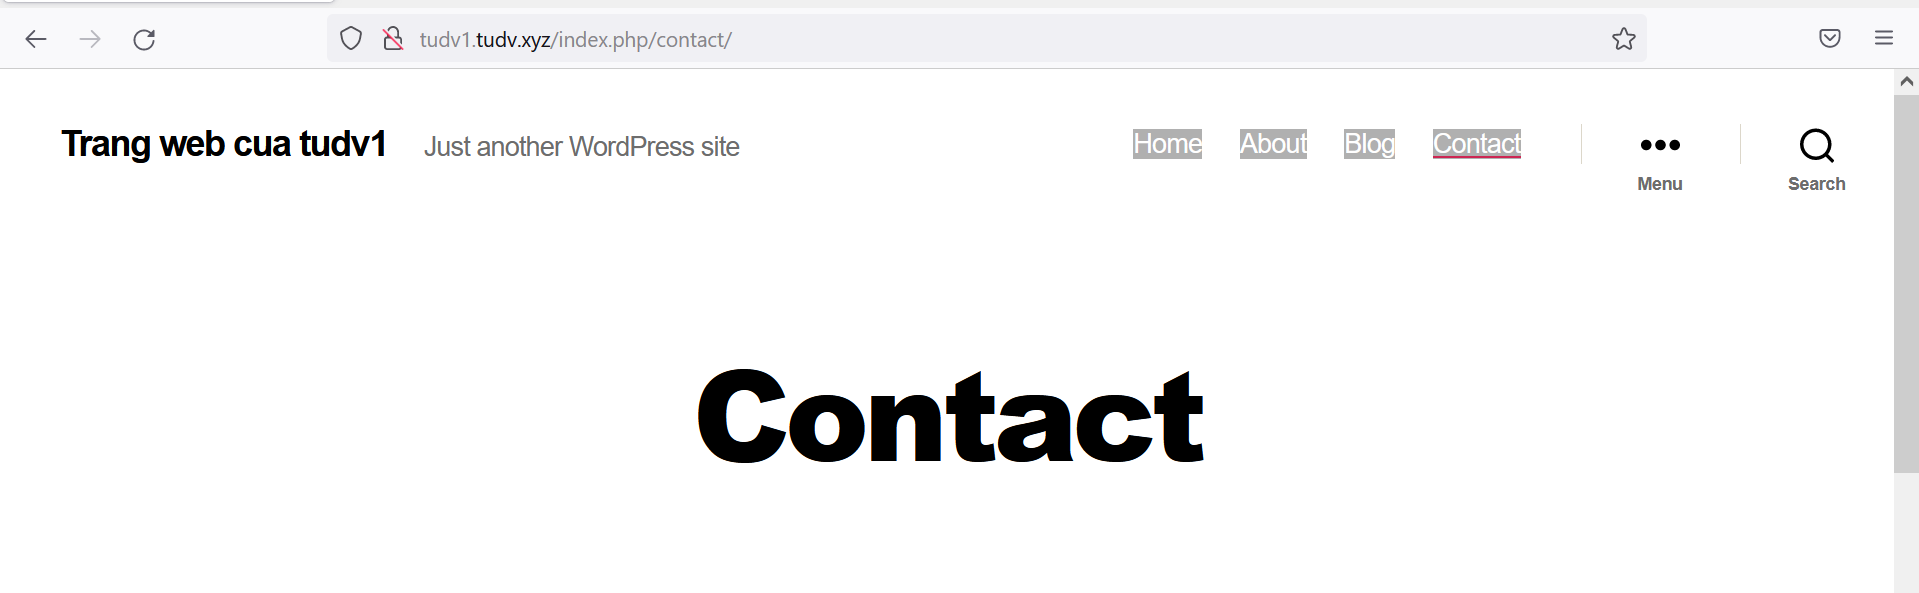 tudv1.tudv.xyz/index.php/contact/
Trang web cua tudv1 Just another WordPress site Home About Blog Contact
Menu Search
Contact